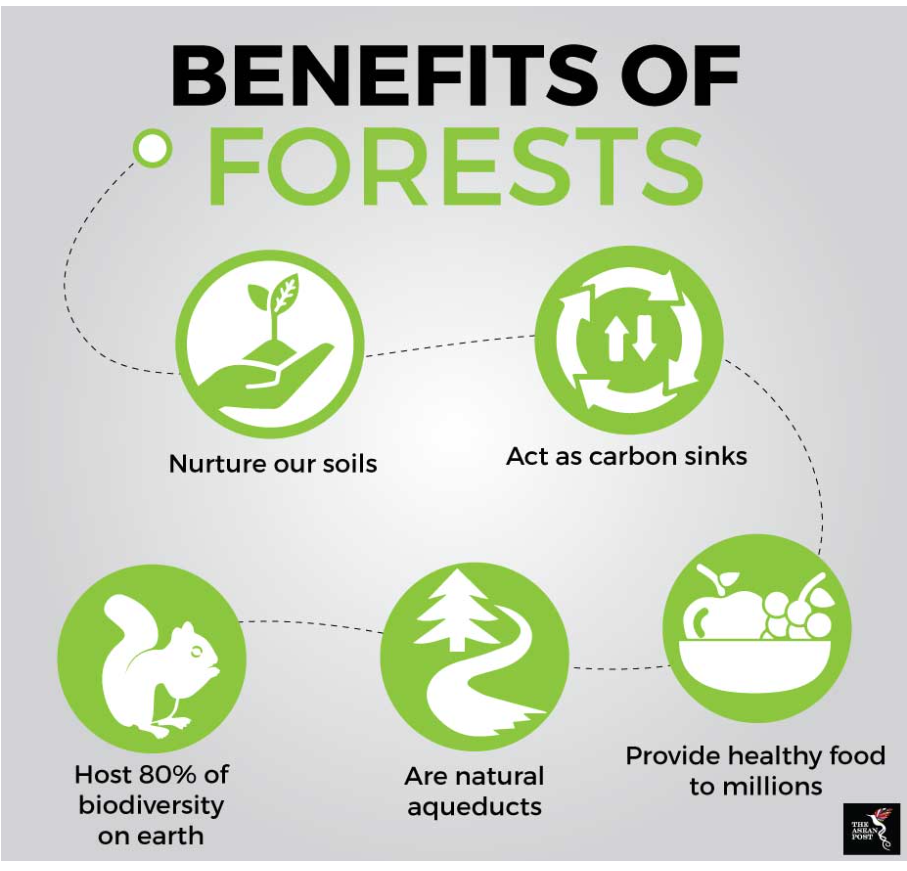 BENEFITS OF
FORESTS
Nurture our soils
Act as carbon sinks
Provide healthy food
to millions
Are natural
aqueducts
Host 80% of
biodiversity
on earth
THE
ASEAN
POST